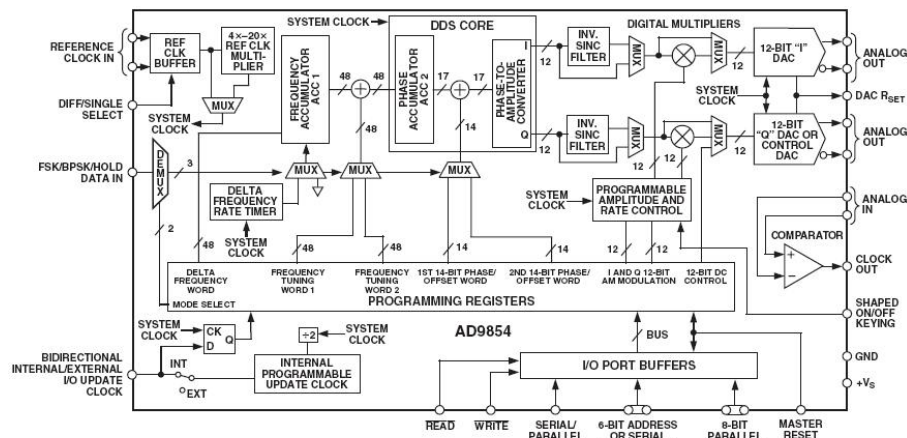 SYSTEM CLOCK
DDS CORE
DIGITAL MULTIPLIERS
REFERENCE
CLOCK IN
REF
CLK
BUFFER
4×–20×
REF CLK
MULTI-
PLIER
FREQUENCY
ACCUMULATOR
ACC 1
48
48
PHASE
ACCUMULATOR
ACC 2
17
17
PHASE-TO-
AMPLITUDE
CONVERTER
I
Q
12
INV.
SINC
FILTER
MUX
MUX
12
12-BIT “I”
DAC
ANALOG
OUT
DIFF/SINGLE
SELECT
MUX
SYSTEM
CLOCK
48
14
SYSTEM
CLOCK
DAC RSET
12
INV.
SINC
FILTER
MUX
MUX
12
12-BIT
“Q” DAC OR
CONTROL
DAC
ANALOG
OUT
FSK/BPSK/HOLD
DATA IN
DEMUX
3
MUX
MUX
MUX
2
DELTA
FREQUENCY
RATE TIMER
SYSTEM
CLOCK
SYSTEM
CLOCK
12
12
PROGRAMMABLE
AMPLITUDE AND
RATE CONTROL
ANALOG
IN
COMPARATOR
+
–
CLOCK
OUT
48
48
48
14
14
12
12
DELTA
FREQUENCY
WORD
FREQUENCY
TUNING
WORD 1
FREQUENCY
TUNING
WORD 2
1ST 14-BIT PHASE/
OFFSET WORD
2ND 14-BIT PHASE/
OFFSET WORD
I AND Q 12-BIT
AM MODULATION
12-BIT DC
CONTROL
MODE SELECT
PROGRAMMING REGISTERS
SHAPED
ON/OFF
KEYING
SYSTEM
CLOCK
CK
D
Q
÷2
SYSTEM
CLOCK
AD9854
BUS
BIDIRECTIONAL
INTERNAL/EXTERNAL
I/O UPDATE
CLOCK
INT
EXT
INTERNAL
PROGRAMMABLE
UPDATE CLOCK
I/O PORT BUFFERS
GND
+VS
READ
WRITE
SERIAL/
PARALLEL
6-BIT ADDRESS
OR SERIAL
8-BIT
PARALLEL
MASTER
RESET